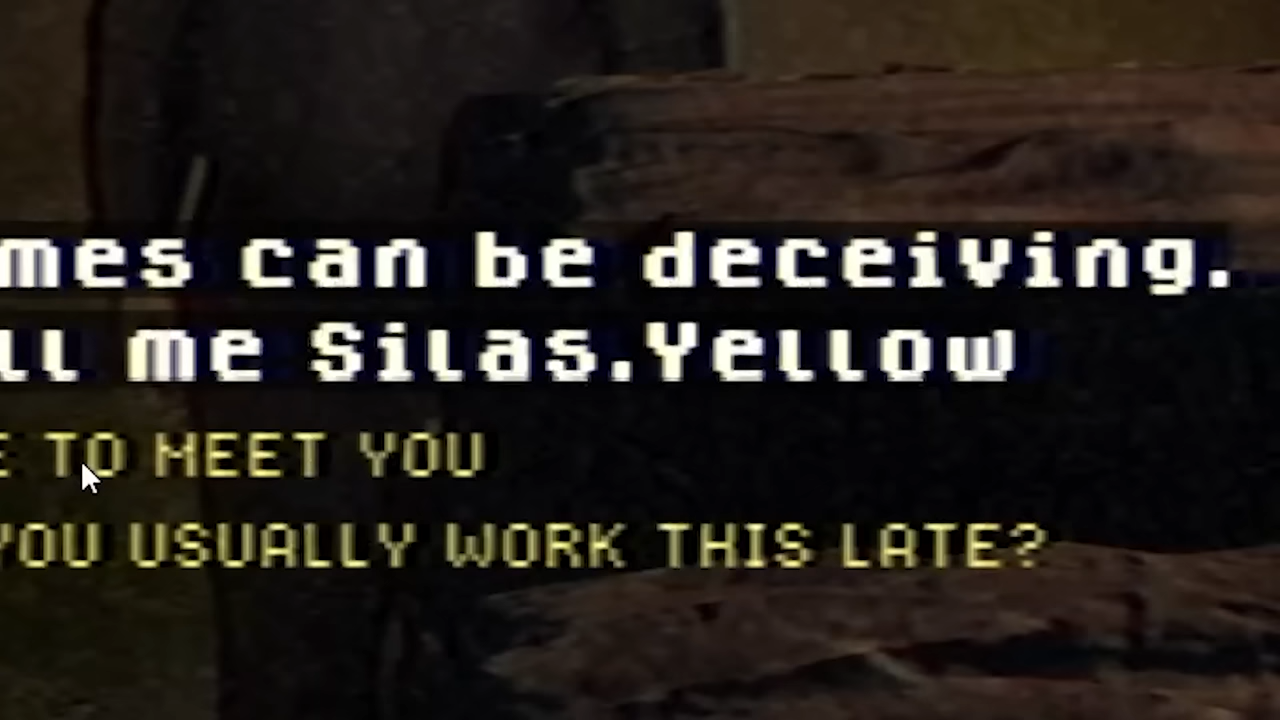 mes can be deceiving.
ll me Silas.Yellow
E TO MEET YOU
YOU USUALLY WORK THIS LATE?